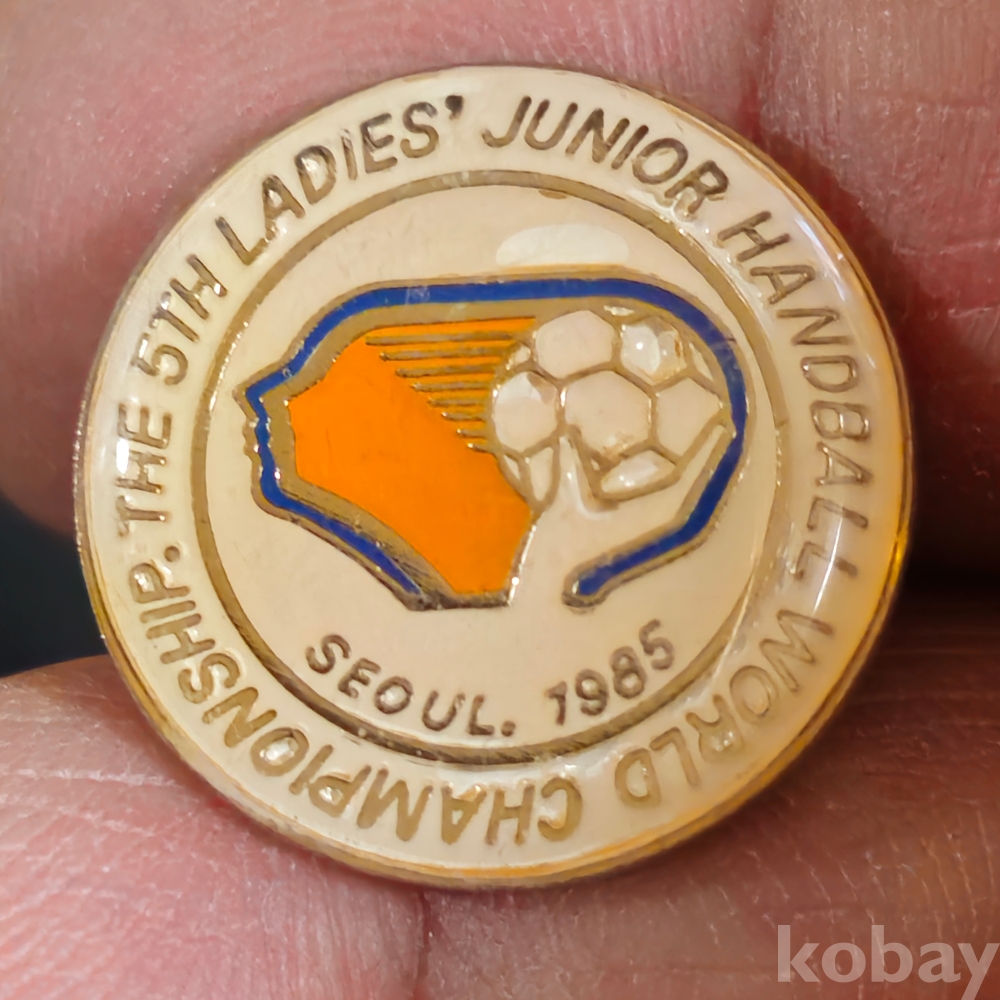 THE 5TH LADIES' JUNIOR HANDBALL WORLD CHAMPIONSHIP.
SEOUL. 1985
kobay